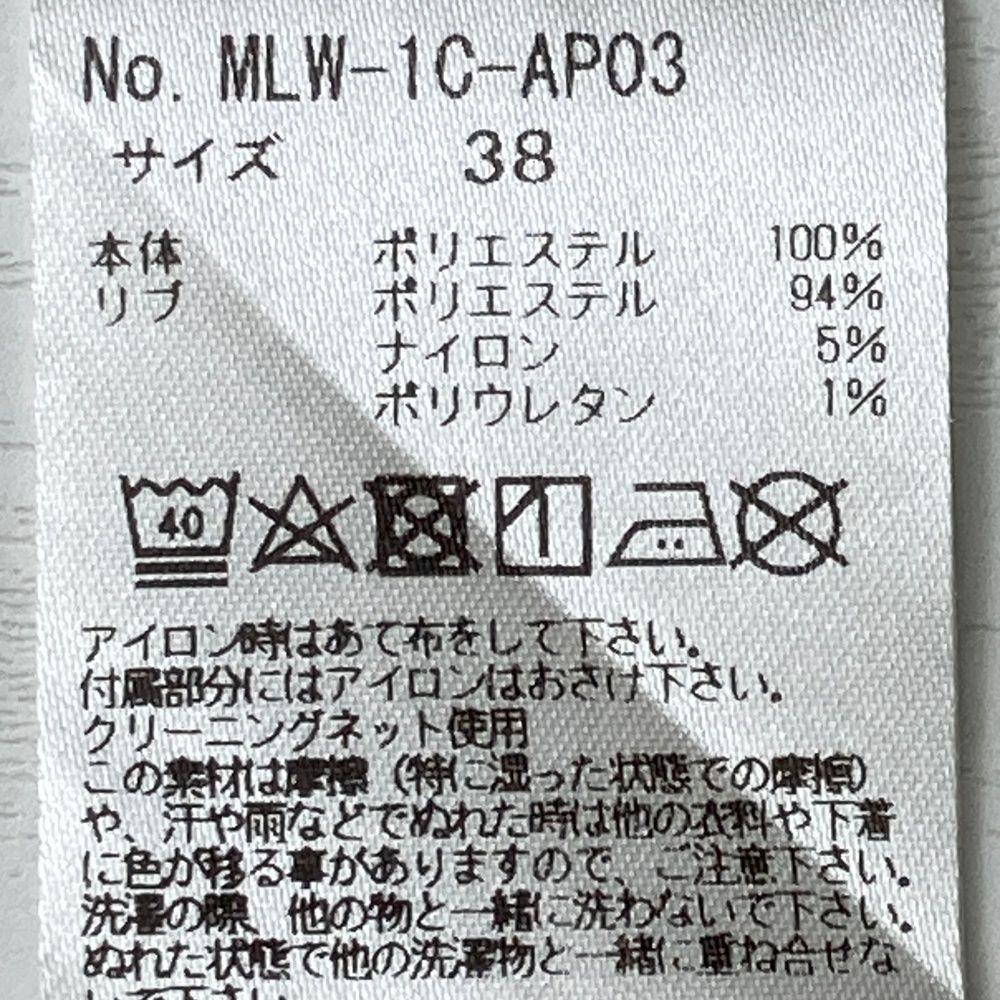 No. MLW-1C-AP03
サイズ 38
本体 ポリエステル 100%
リブ ポリエステル 94%
ナイロン 5%
ポリウレタン 1%
40
アイロン時はあて布をして下さい。
付属部分にはアイロンはおさけ下さい。
クリーニングネット使用
この素材は摩擦(特に湿った状態での摩擦)
や、汗や雨などでぬれた時は他の衣料や下着
に色が移る事がありますので、ご注意下さい。
洗濯の際、他の物と一緒に洗わないで下さい。
ぬれた状態で他の洗濯物と一緒に重ね合せな
いで下さい。